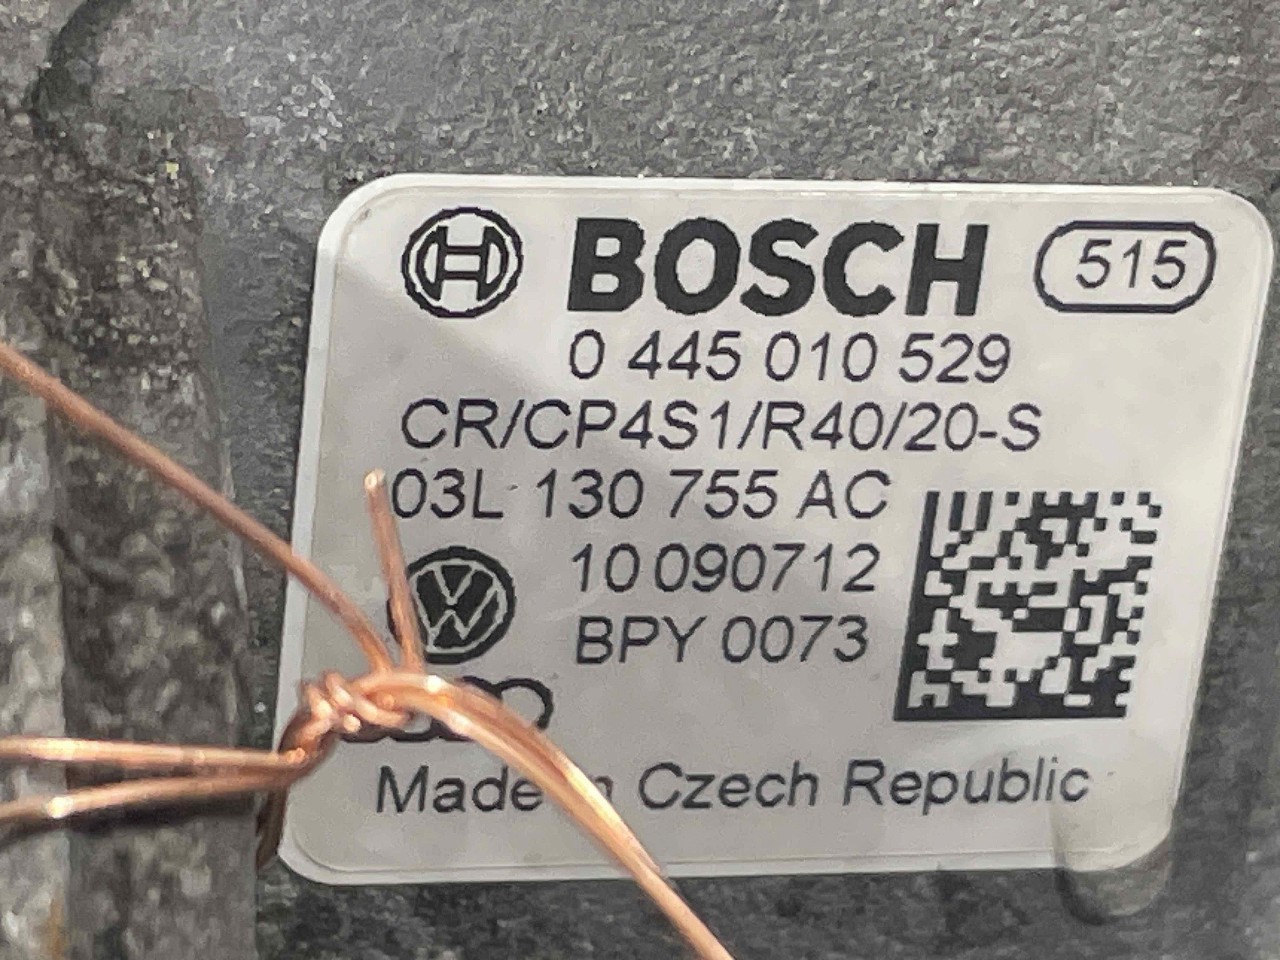 BOSCH 515
0 445 010 529
CR/CP4S1/R40/20-S
03L 130 755 AC
10 090712
BPY 0073
Made in Czech Republic